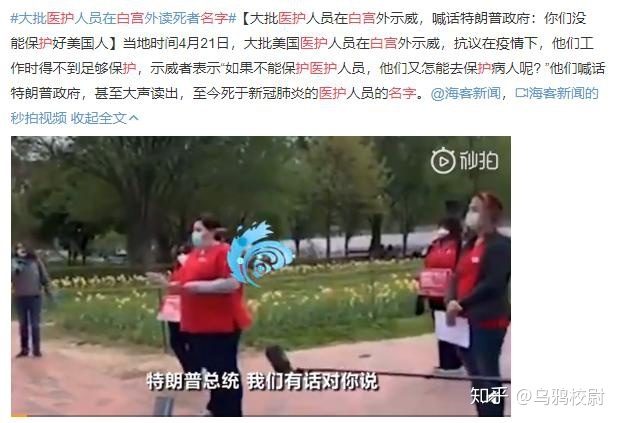 #大批医护人员在白宫外读死者名字#【大批医护人员在白宫外示威，喊话特朗普政府：你们没
能保护好美国人】当地时间4月21日，大批美国医护人员在白宫外示威，抗议在疫情下，他们工
作时得不到足够保护，示威者表示“如果不能保护医护人员，他们又怎能去保护病人呢？”他们喊话
特朗普政府，甚至大声读出，至今死于新冠肺炎的医护人员的名字。@海客新闻，海客新闻的
秒拍视频 收起全文
秒拍
特朗普总统 我们有话对你说
知乎 @乌鸦校尉